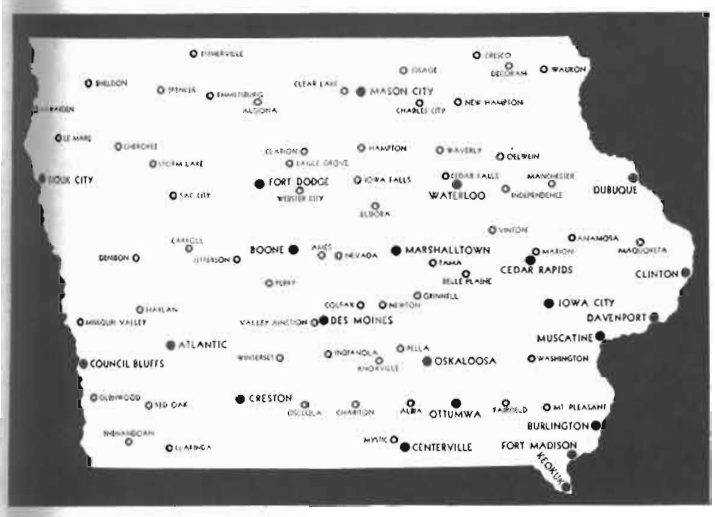 ESTHERVILLE
CRESCO
OSAGE
DECORAH
WAUKON
SHELDON
SPENCER
EMMETSBURG
ALGONA
CLEAR LAKE
MASON CITY
CHARLES CITY
NEW HAMPTON
LE MARS
CHEROKEE
CLARION
HAMPTON
WAVERLY
OELWEIN
STORM LAKE
EAGLE GROVE
SIOUX CITY
FORT DODGE
IOWA FALLS
CEDAR FALLS
MANCHESTER
DUBUQUE
SAC CITY
WEBSTER CITY
WATERLOO
INDEPENDENCE
ELDORA
VINTON
ANAMOSA
CARROLL
BOONE
AMES
NEVADA
MARSHALLTOWN
MARION
MAQUOKETA
DENISON
JEFFERSON
TAMA
CEDAR RAPIDS
CLINTON
BELLE PLAINE
PERRY
GRINNELL
HARLAN
COLFAX
NEWTON
IOWA CITY
MISSOURI VALLEY
VALLEY JUNCTION
DES MOINES
DAVENPORT
MUSCATINE
ATLANTIC
WINTERSET
INDIANOLA
PELLA
KNOXVILLE
OSKALOOSA
WASHINGTON
COUNCIL BLUFFS
GLENWOOD
RED OAK
CRESTON
OSCEOLA
CHARITON
ALBIA
OTTUMWA
FAIRFIELD
MT PLEASANT
BURLINGTON
SHENANDOAH
CLARINDA
MYSTIC
CENTERVILLE
FORT MADISON
KEOKUK